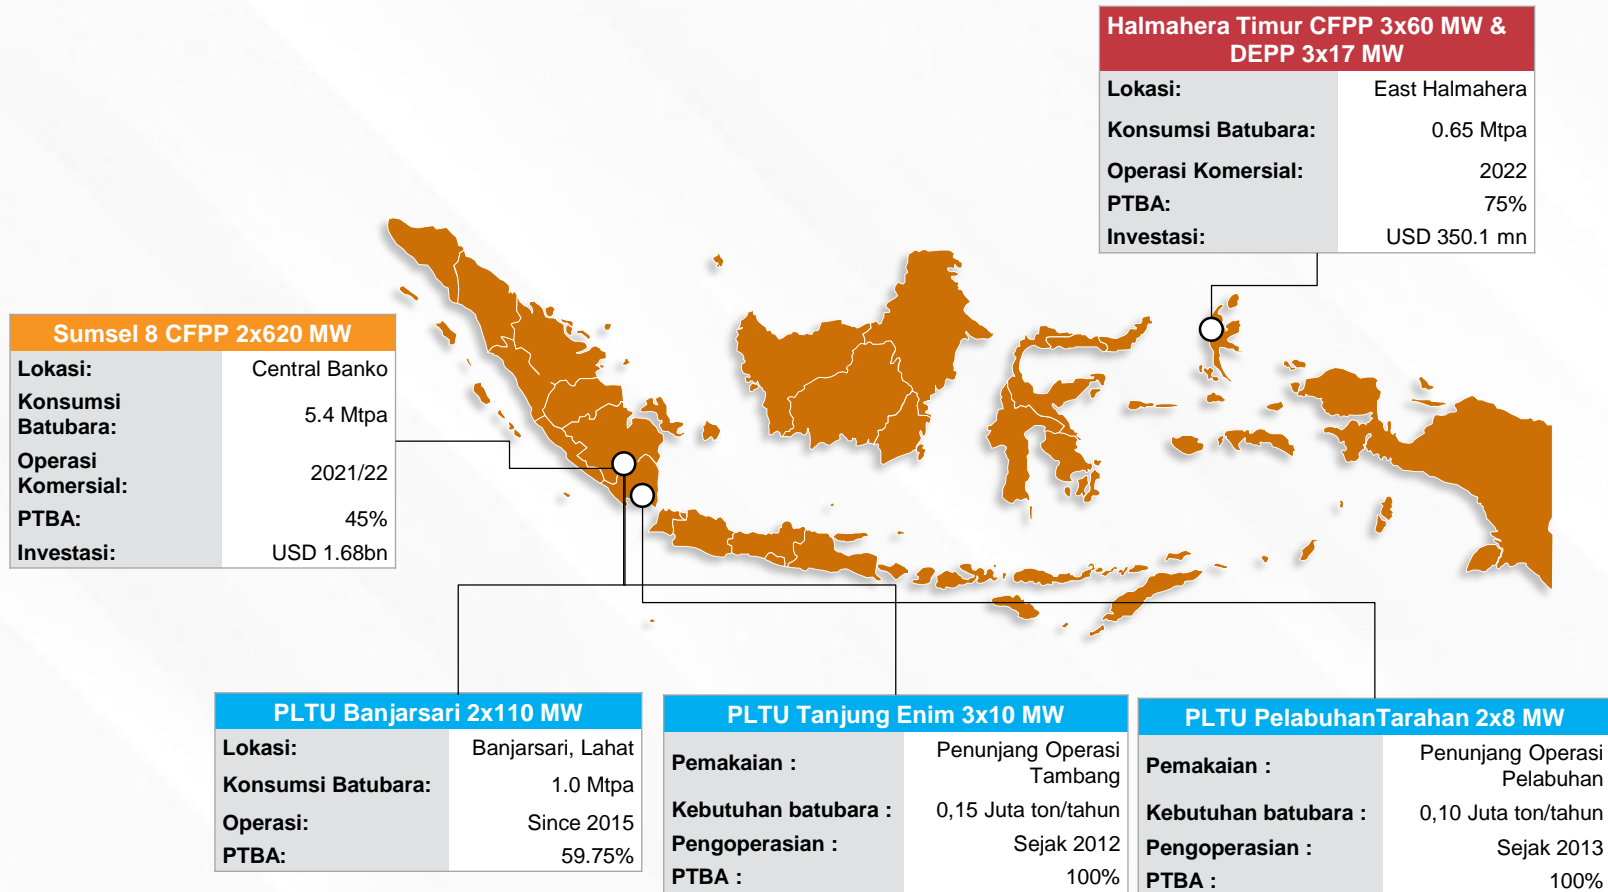 Halmahera Timur CFPP 3x60 MW &
DEPP 3x17 MW
Lokasi: East Halmahera
Konsumsi Batubara: 0.65 Mtpa
Operasi Komersial: 2022
PTBA: 75%
Investasi: USD 350.1 mn
Sumsel 8 CFPP 2x620 MW
Lokasi: Central Banko
Konsumsi
Batubara: 5.4 Mtpa
Operasi
Komersial: 2021/22
PTBA: 45%
Investasi: USD 1.68bn
PLTU Banjarsari 2x110 MW
Lokasi: Banjarsari, Lahat
Konsumsi Batubara: 1.0 Mtpa
Operasi: Since 2015
PTBA: 59.75%
PLTU Tanjung Enim 3x10 MW
Pemakaian : Penunjang Operasi
Tambang
Kebutuhan batubara : 0,15 Juta ton/tahun
Pengoperasian : Sejak 2012
PTBA : 100%
PLTU PelabuhanTarahan 2x8 MW
Pemakaian : Penunjang Operasi
Pelabuhan
Kebutuhan batubara : 0,10 Juta ton/tahun
Pengoperasian : Sejak 2013
PTBA : 100%